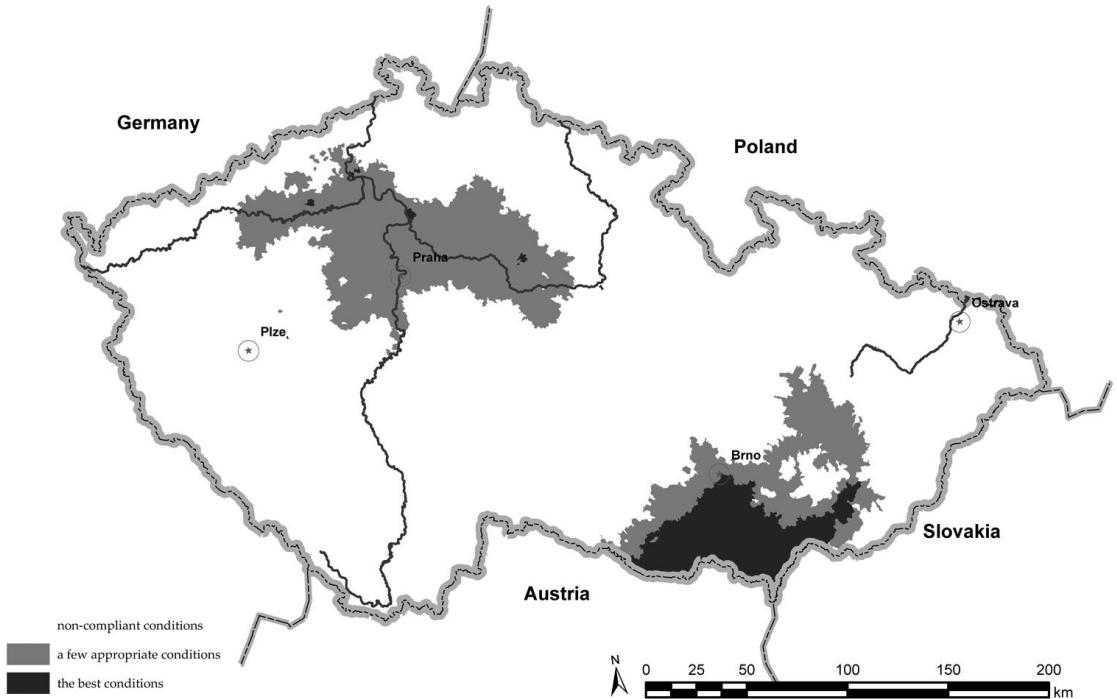 Germany
Poland
Praha
Ostrava
Plze
Brno
Slovakia
Austria
non-compliant conditions
a few appropriate conditions
the best conditions
N
0 25 50 100 150 200
km